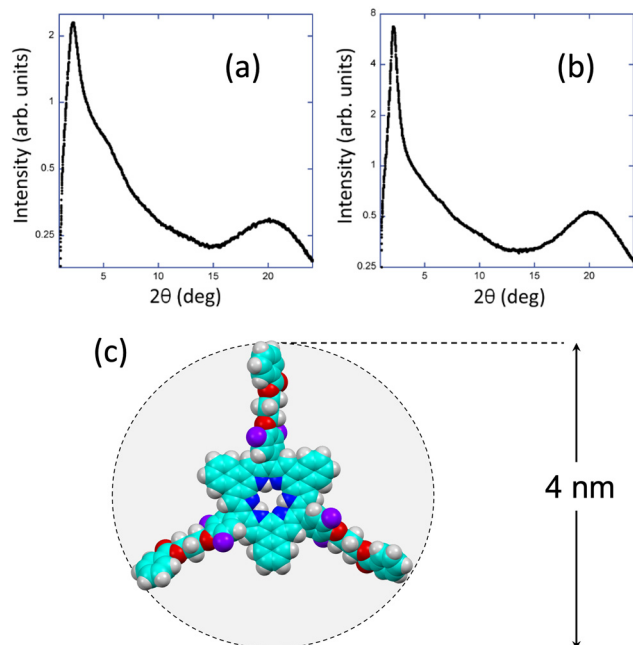 (a)
Intensity (arb. units)
2
1
0.5
0.25
5
10
15
20
2θ (deg)
(b)
Intensity (arb. units)
8
4
2
1
0.5
0.25
5
10
15
20
2θ (deg)
(c)
4 nm